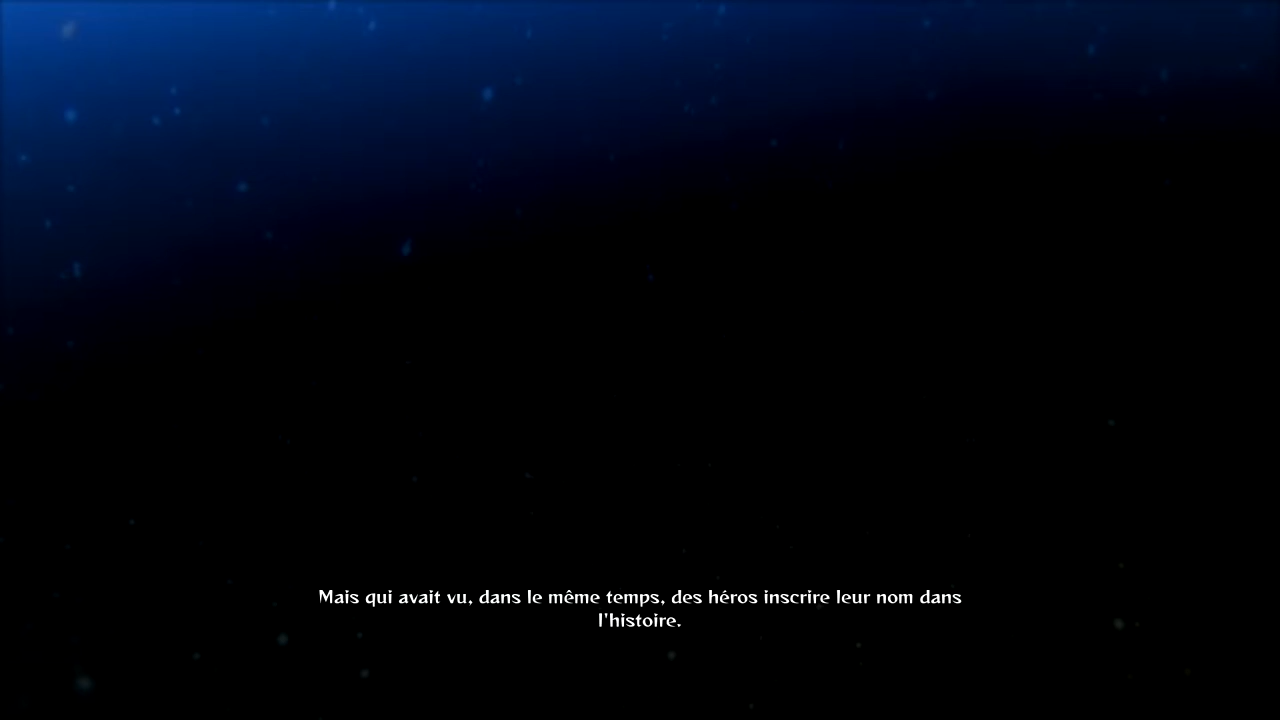 Mais qui avait vu, dans le même temps, des héros inscrire leur nom dans
l'histoire.